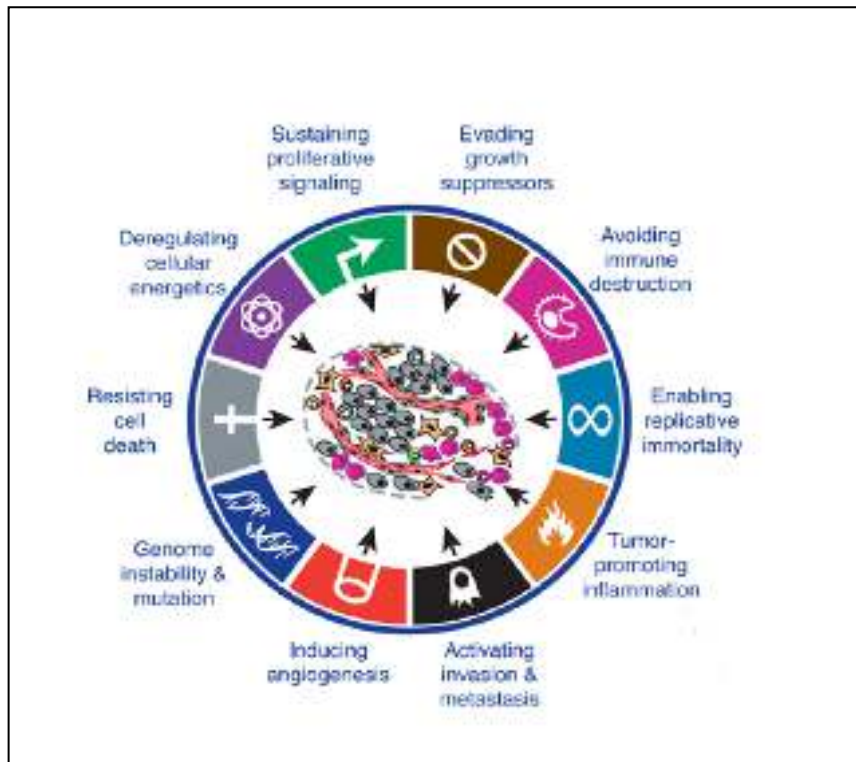 Sustaining
proliferative
signaling
Evading
growth
suppressors
Deregulating
cellular
energetics
Avoiding
immune
destruction
Resisting
cell
death
Enabling
replicative
immortality
Genome
instability &
mutation
Tumor-
promoting
inflammation
Inducing
angiogenesis
Activating
invasion &
metastasis